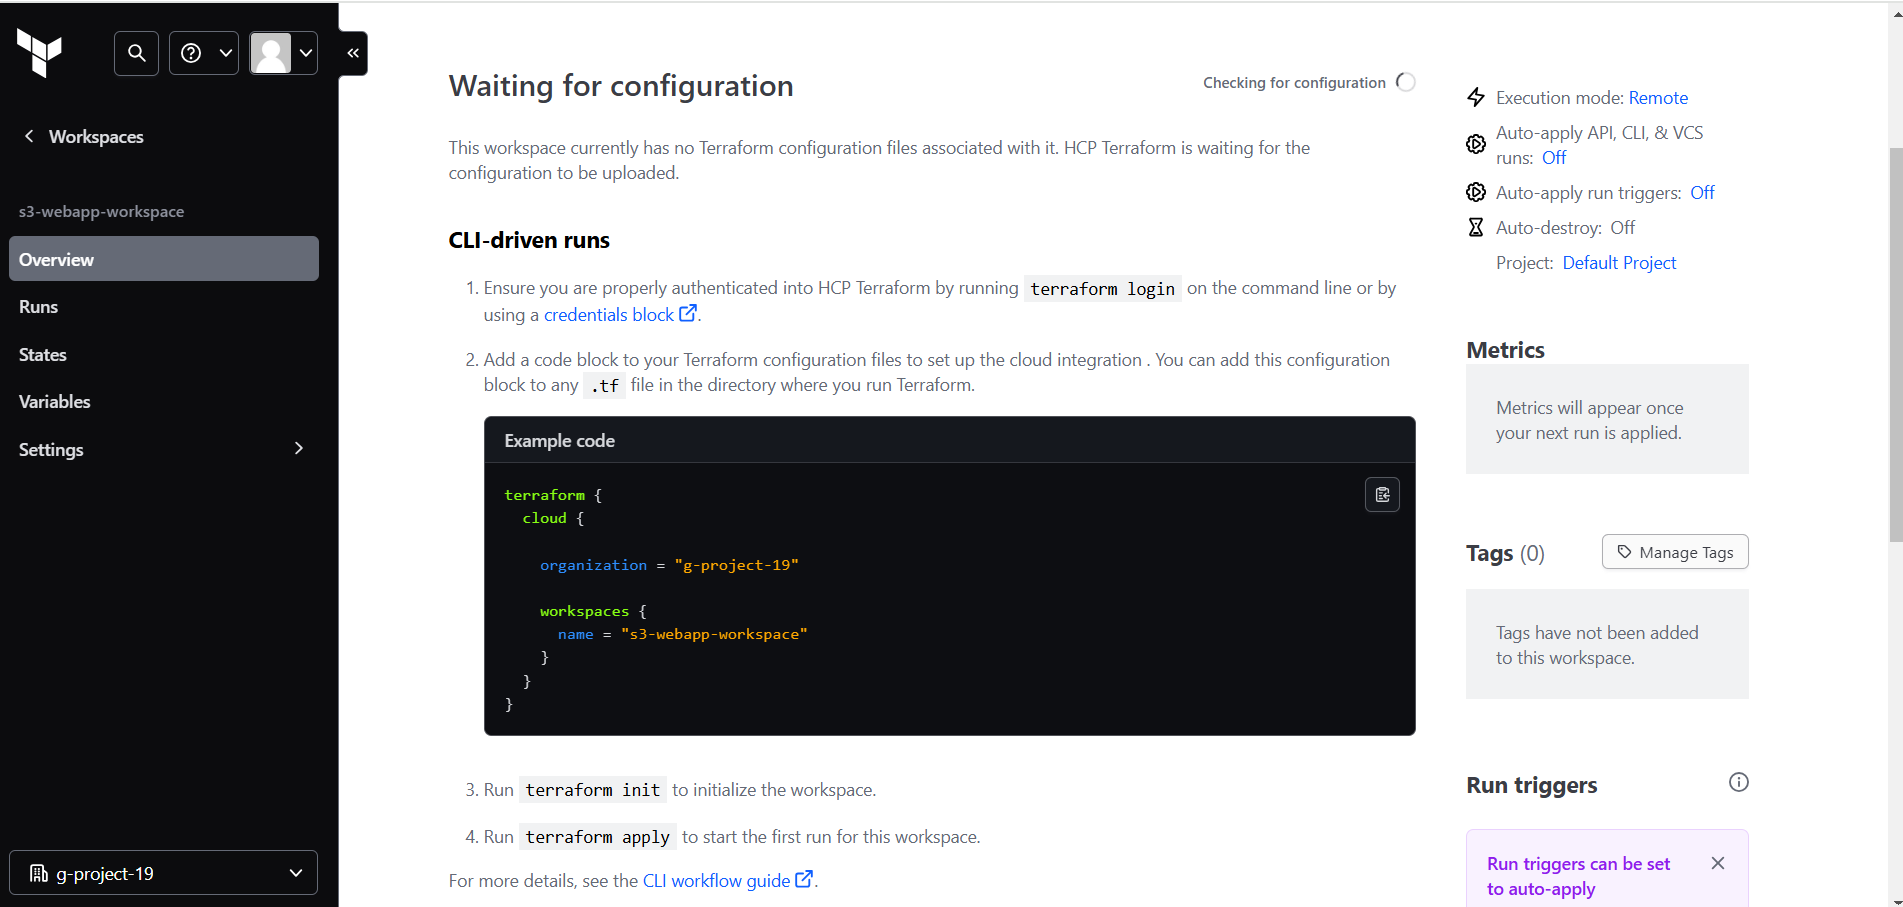 Workspaces
s3-webapp-workspace
Overview
Runs
States
Variables
Settings
g-project-19
Waiting for configuration
Checking for configuration
This workspace currently has no Terraform configuration files associated with it. HCP Terraform is waiting for the
configuration to be uploaded.
CLI-driven runs
1. Ensure you are properly authenticated into HCP Terraform by running terraform login on the command line or by
using a credentials block.
2. Add a code block to your Terraform configuration files to set up the cloud integration . You can add this configuration
block to any .tf file in the directory where you run Terraform.
Example code
terraform {
cloud {
organization = "g-project-19"
workspaces {
name = "s3-webapp-workspace"
}
}
}
3. Run terraform init to initialize the workspace.
4. Run terraform apply to start the first run for this workspace.
For more details, see the CLI workflow guide.
Execution mode: Remote
Auto-apply API, CLI, & VCS
runs: Off
Auto-apply run triggers: Off
Auto-destroy: Off
Project: Default Project
Metrics
Metrics will appear once
your next run is applied.
Tags (0)
Manage Tags
Tags have not been added
to this workspace.
Run triggers
Run triggers can be set
to auto-apply